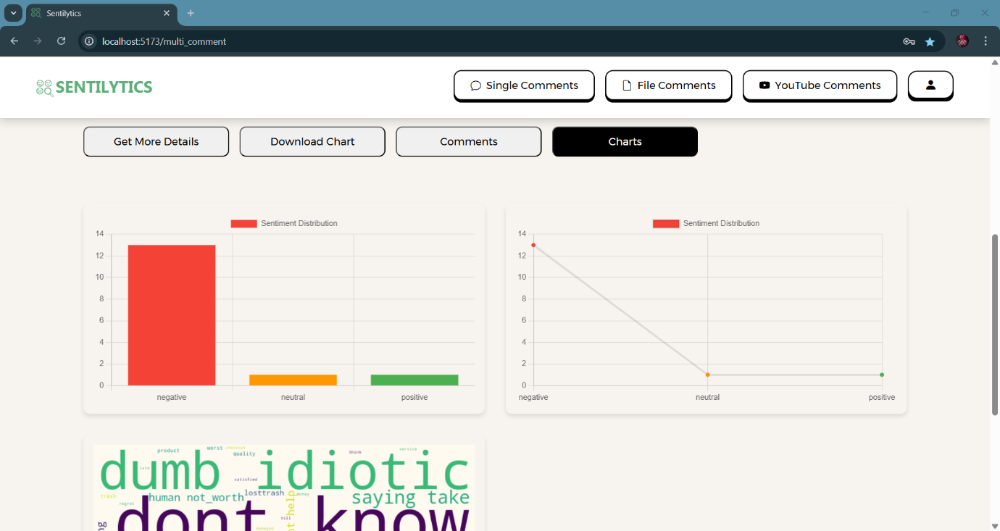 Sentilytics
localhost:5173/multi_comment
SENTILYTICS
Single Comments
File Comments
YouTube Comments
Get More Details
Download Chart
Comments
Charts
Sentiment Distribution
14
12
10
8
6
4
2
0
negative
neutral
positive
Sentiment Distribution
14
12
10
8
6
4
2
0
negative
neutral
positive
product
worst
checkout
quality
think
service
dumb idiotic
late
satisfied
trash
human not_worth
losttrash
money
saying take
regret
dont know
damaged